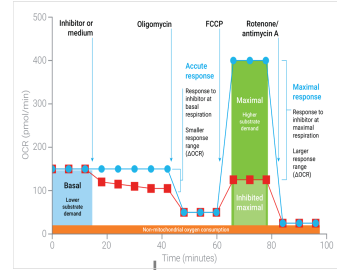 Inhibitor or
medium
Oligomycin
FCCP
Rotenone/
antimycin A
500
400
300
200
100
0
OCR (pmol/min)
Accute
response
Response to
inhibitor at
basal
respiration
Smaller
response
range
(ΔOCR)
Maximal
Higher
substrate
demand
Inhibited
maximal
Maximal
response
Response to
inhibitor at
maximal
respiration
Larger
response
range
(ΔOCR)
Basal
Lower
substrate
demand
Non-mitochondrial oxygen consumption
0
20
40
60
80
100
Time (minutes)